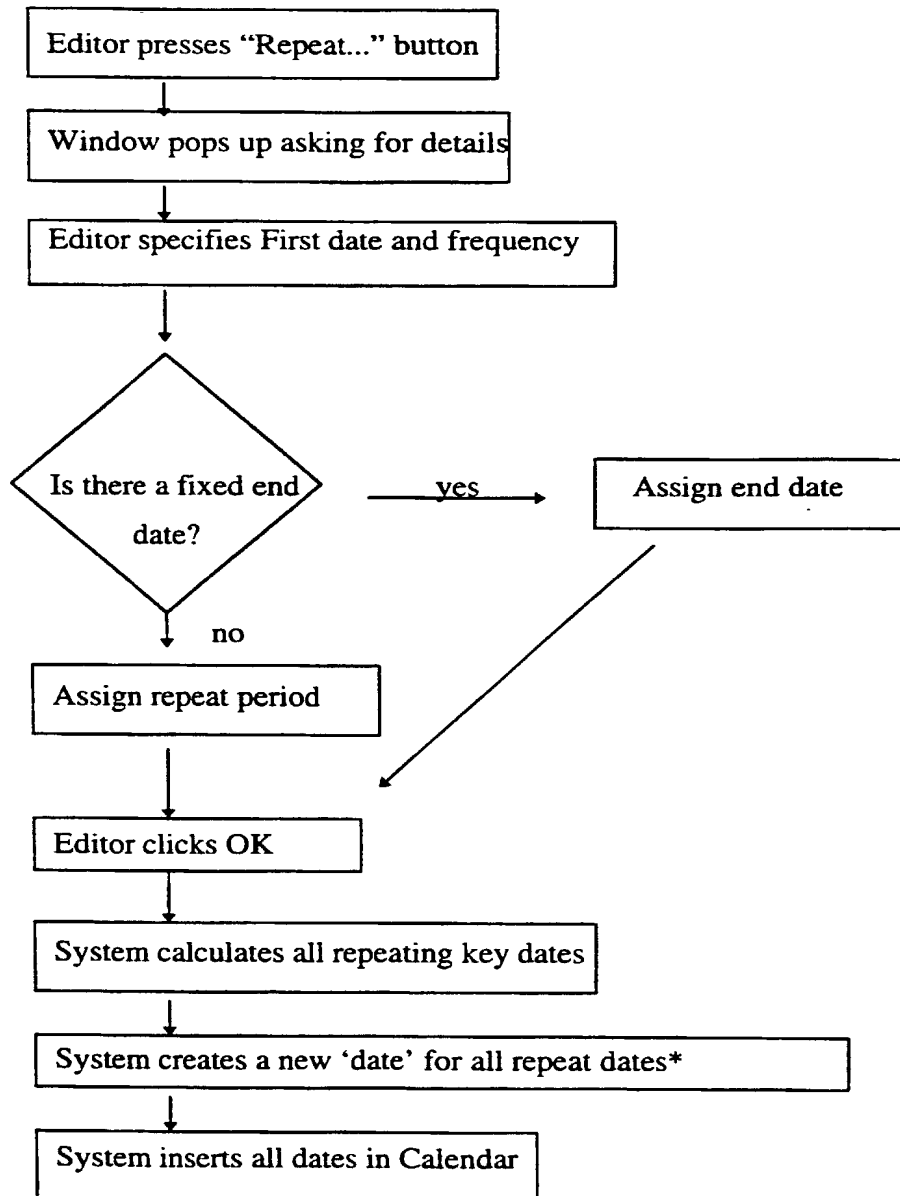 Editor presses “Repeat...” button
Window pops up asking for details
Editor specifies First date and frequency
Is there a fixed end
date?
yes
Assign end date
no
Assign repeat period
Editor clicks OK
System calculates all repeating key dates
System creates a new ‘date’ for all repeat dates*
System inserts all dates in Calendar